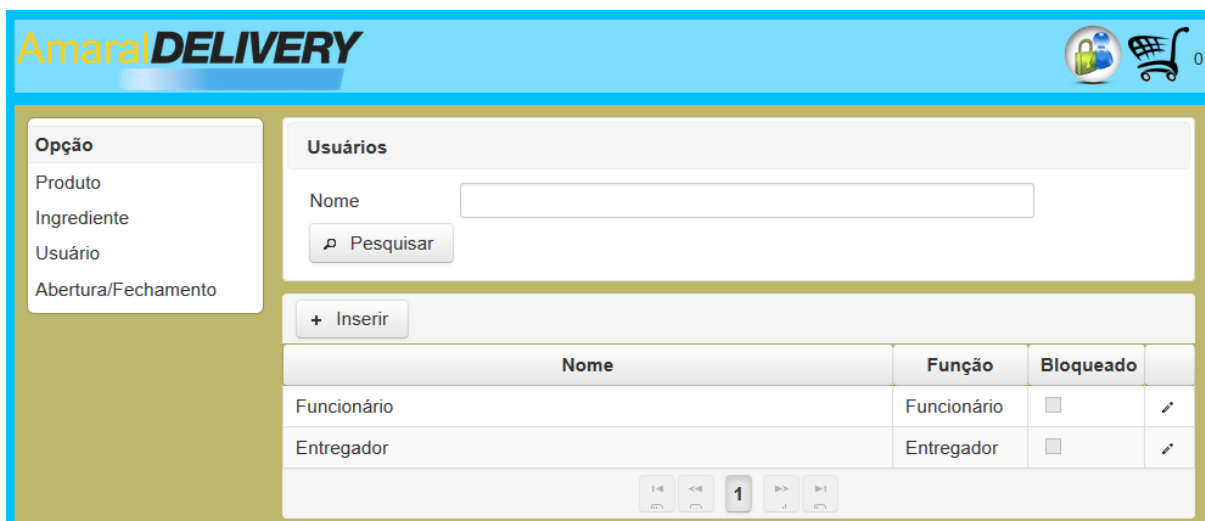 AmaralDELIVERY
0
Opção
Produto
Ingrediente
Usuário
Abertura/Fechamento
Usuários
Nome
Pesquisar
+ Inserir
Nome Função Bloqueado
Funcionário Funcionário
Entregador Entregador
1